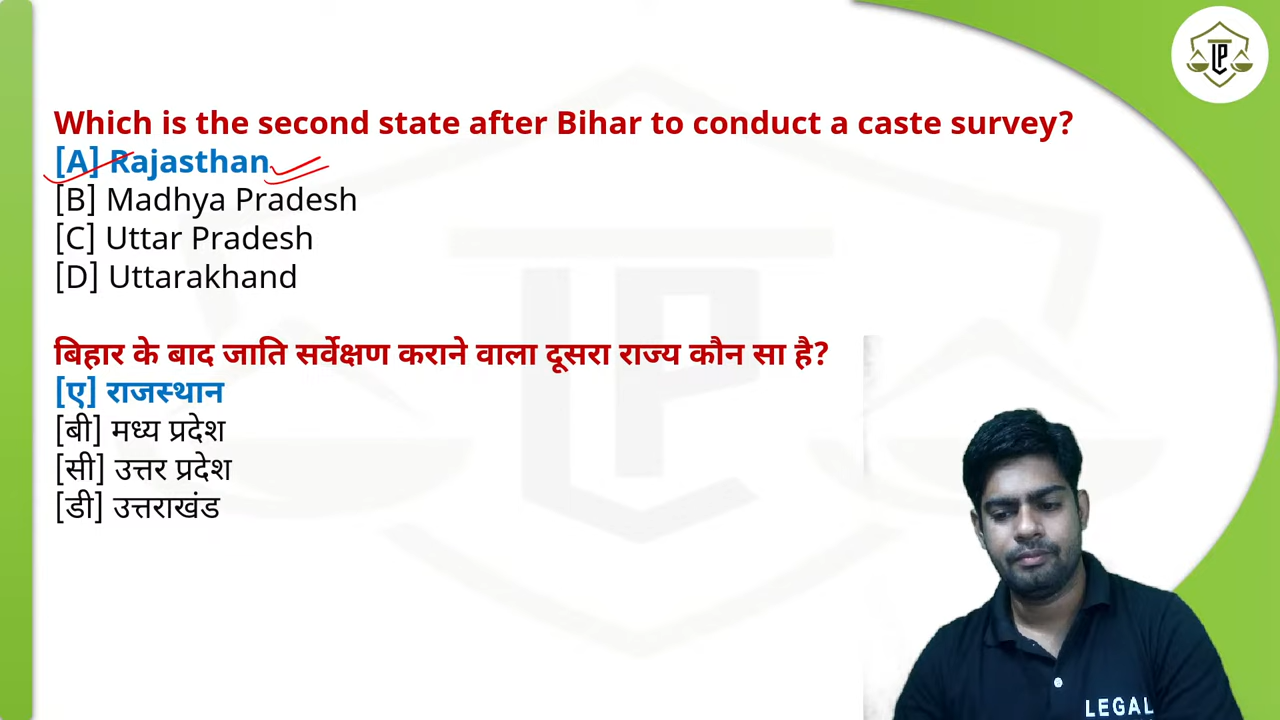 Which is the second state after Bihar to conduct a caste survey?
[A] Rajasthan
[B] Madhya Pradesh
[C] Uttar Pradesh
[D] Uttarakhand
बिहार के बाद जाति सर्वेक्षण कराने वाला दूसरा राज्य कौन सा है?
[ए] राजस्थान
[बी] मध्य प्रदेश
[सी] उत्तर प्रदेश
[डी] उत्तराखंड
LEGAL